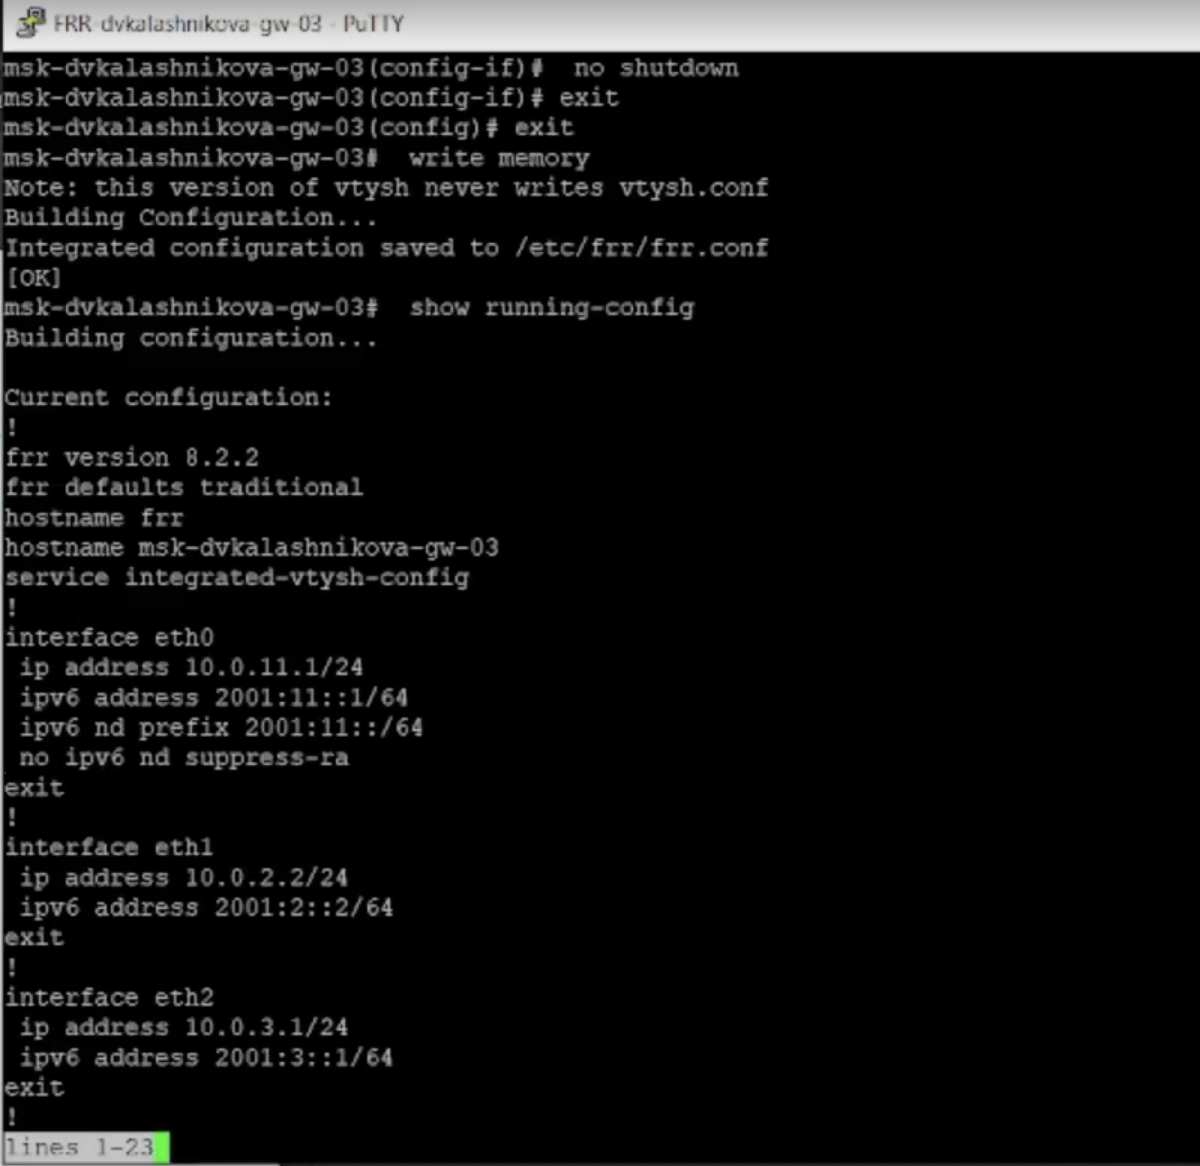 FRR-dvkalashnikova-gw-03 - PuTTY
msk-dvkalashnikova-gw-03(config-if)#  no shutdown
msk-dvkalashnikova-gw-03(config-if)# exit
msk-dvkalashnikova-gw-03(config)# exit
msk-dvkalashnikova-gw-03#  write memory
Note: this version of vtysh never writes vtysh.conf
Building Configuration...
Integrated configuration saved to /etc/frr/frr.conf
[OK]
msk-dvkalashnikova-gw-03#  show running-config
Building configuration...

Current configuration:
!
frr version 8.2.2
frr defaults traditional
hostname frr
hostname msk-dvkalashnikova-gw-03
service integrated-vtysh-config
!
interface eth0
 ip address 10.0.11.1/24
 ipv6 address 2001:11::1/64
 ipv6 nd prefix 2001:11::/64
 no ipv6 nd suppress-ra
exit
!
interface eth1
 ip address 10.0.2.2/24
 ipv6 address 2001:2::2/64
exit
!
interface eth2
 ip address 10.0.3.1/24
 ipv6 address 2001:3::1/64
exit
!
lines 1-23